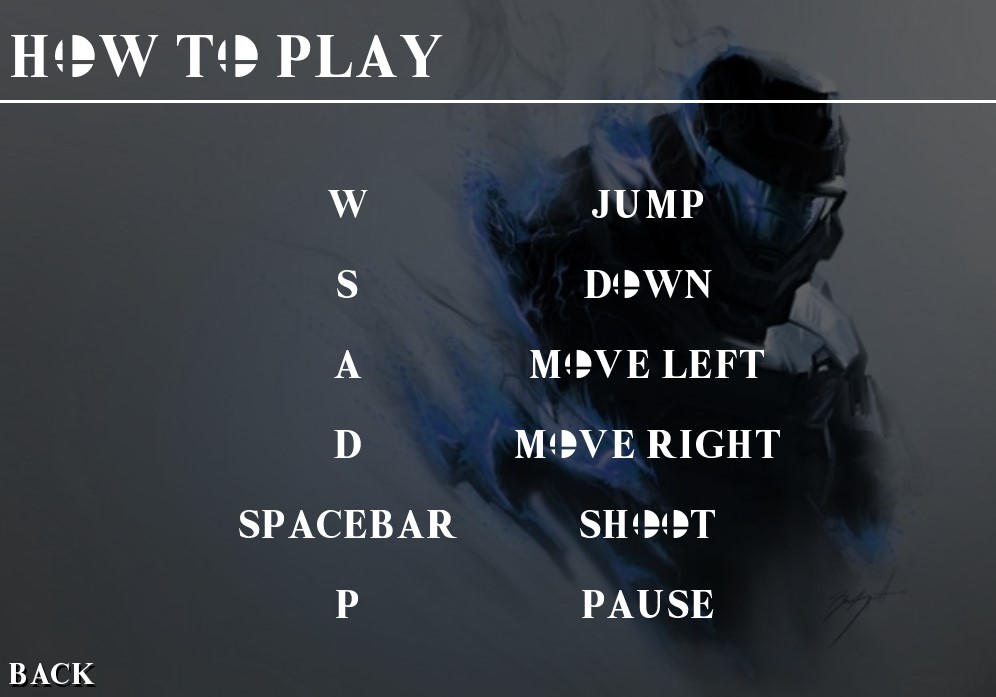 HOW TO PLAY
W JUMP
S DOWN
A MOVE LEFT
D MOVE RIGHT
SPACEBAR SHOOT
P PAUSE
BACK